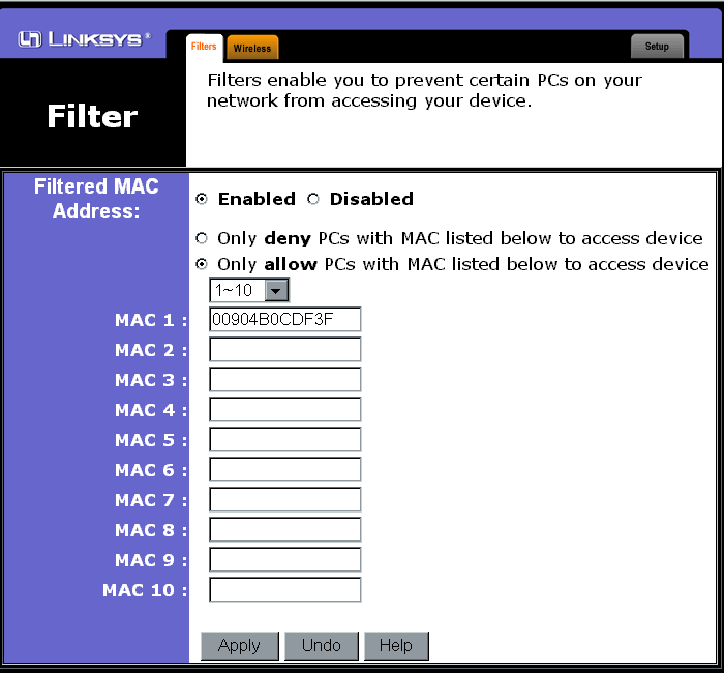 LINKSYS®
Filters
Wireless
Setup
Filter
Filters enable you to prevent certain PCs on your
network from accessing your device.
Filtered MAC
Address:
Enabled Disabled
Only deny PCs with MAC listed below to access device
Only allow PCs with MAC listed below to access device
1~10
MAC 1 : 00904B0CDF3F
MAC 2 :
MAC 3 :
MAC 4 :
MAC 5 :
MAC 6 :
MAC 7 :
MAC 8 :
MAC 9 :
MAC 10 :
Apply Undo Help